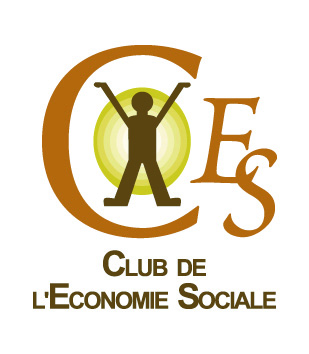 CES
CLUB DE
L'ECONOMIE SOCIALE